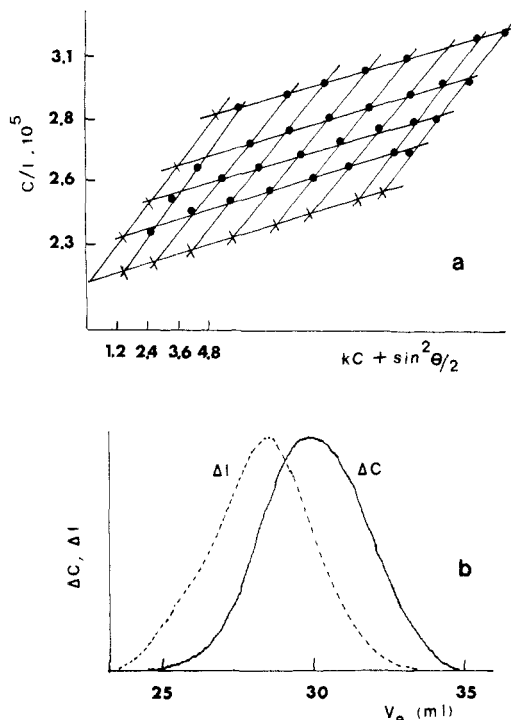 C/I, 10⁵
3,1
2,8
2,6
2,3
a
1,2 2,4 3,6 4,8
kC + sin²θ/2
ΔC, ΔI
ΔI
ΔC
b
25 30 35
Vₑ (ml)